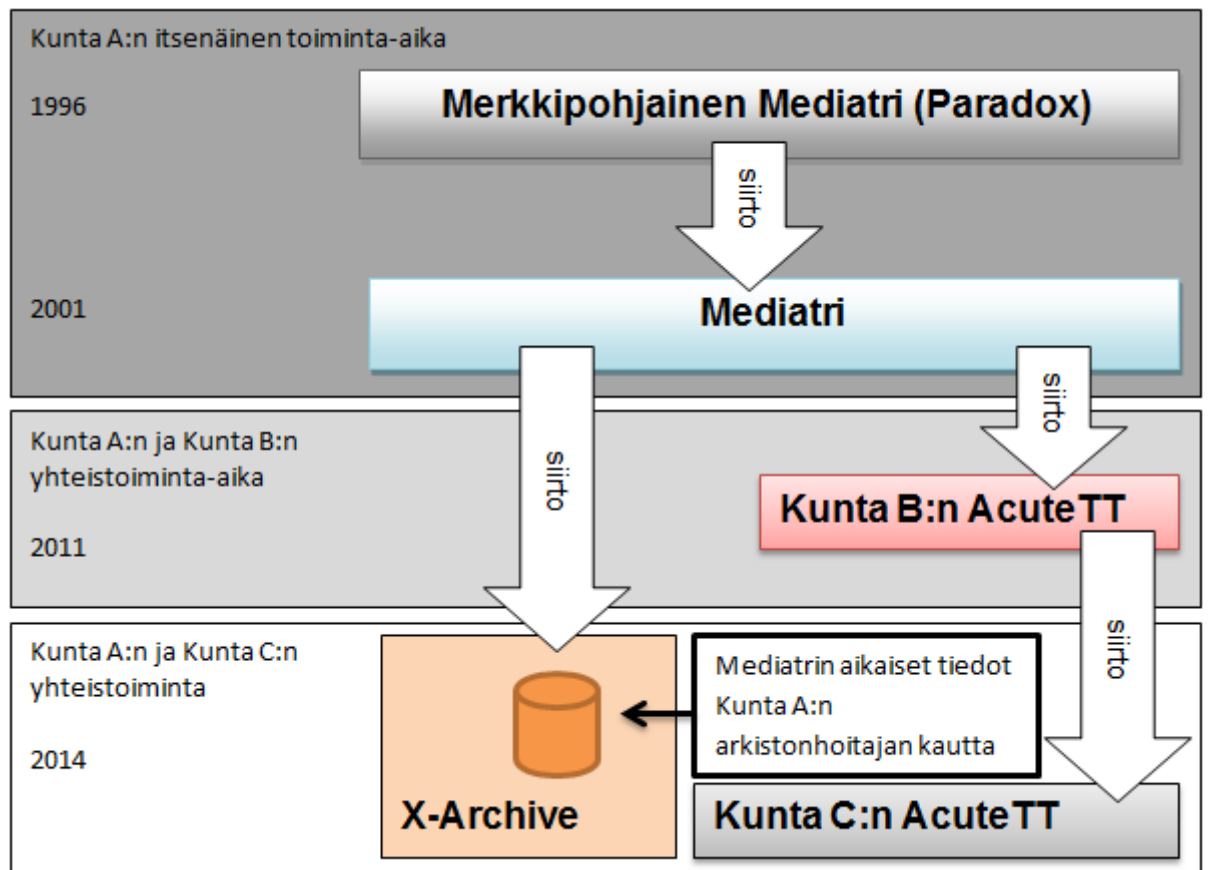 Kunta A:n itsenäinen toiminta-aika
1996
Merkkipohjainen Mediatri (Paradox)
siirto
2001
Mediatri
siirto
siirto
Kunta A:n ja Kunta B:n
yhteistoiminta-aika
2011
Kunta B:n AcuteTT
siirto
Kunta A:n ja Kunta C:n
yhteistoiminta
2014
X-Archive
Mediatrin aikaiset tiedot
Kunta A:n
arkistonhoitajan kautta
Kunta C:n AcuteTT